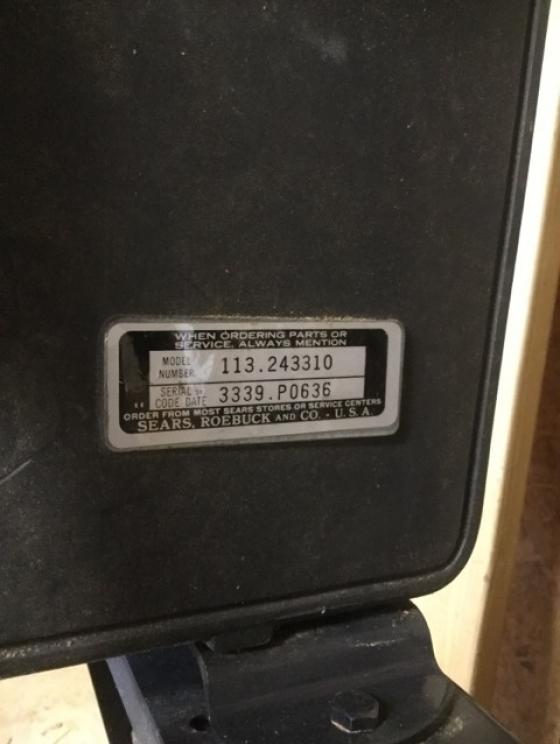 WHEN ORDERING PARTS OR
SERVICE, ALWAYS MENTION
MODEL NUMBER 113.243310
SERIAL or CODE DATE 3339.P0636
ORDER FROM MOST SEARS STORES OR SERVICE CENTERS
SEARS, ROEBUCK AND CO. - U.S.A.